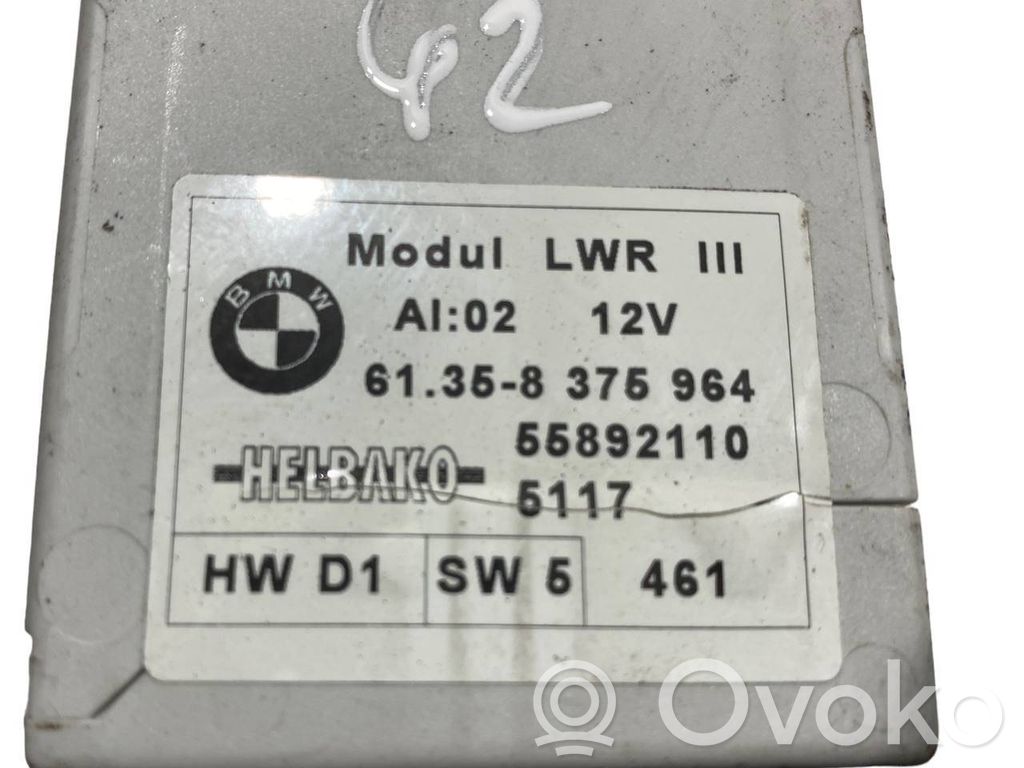 42
Modul LWR III
BMW
AI:02 12V
61.35-8 375 964
55892110
HELBAKO
5117
HW D1 SW 5 461
Ovoko